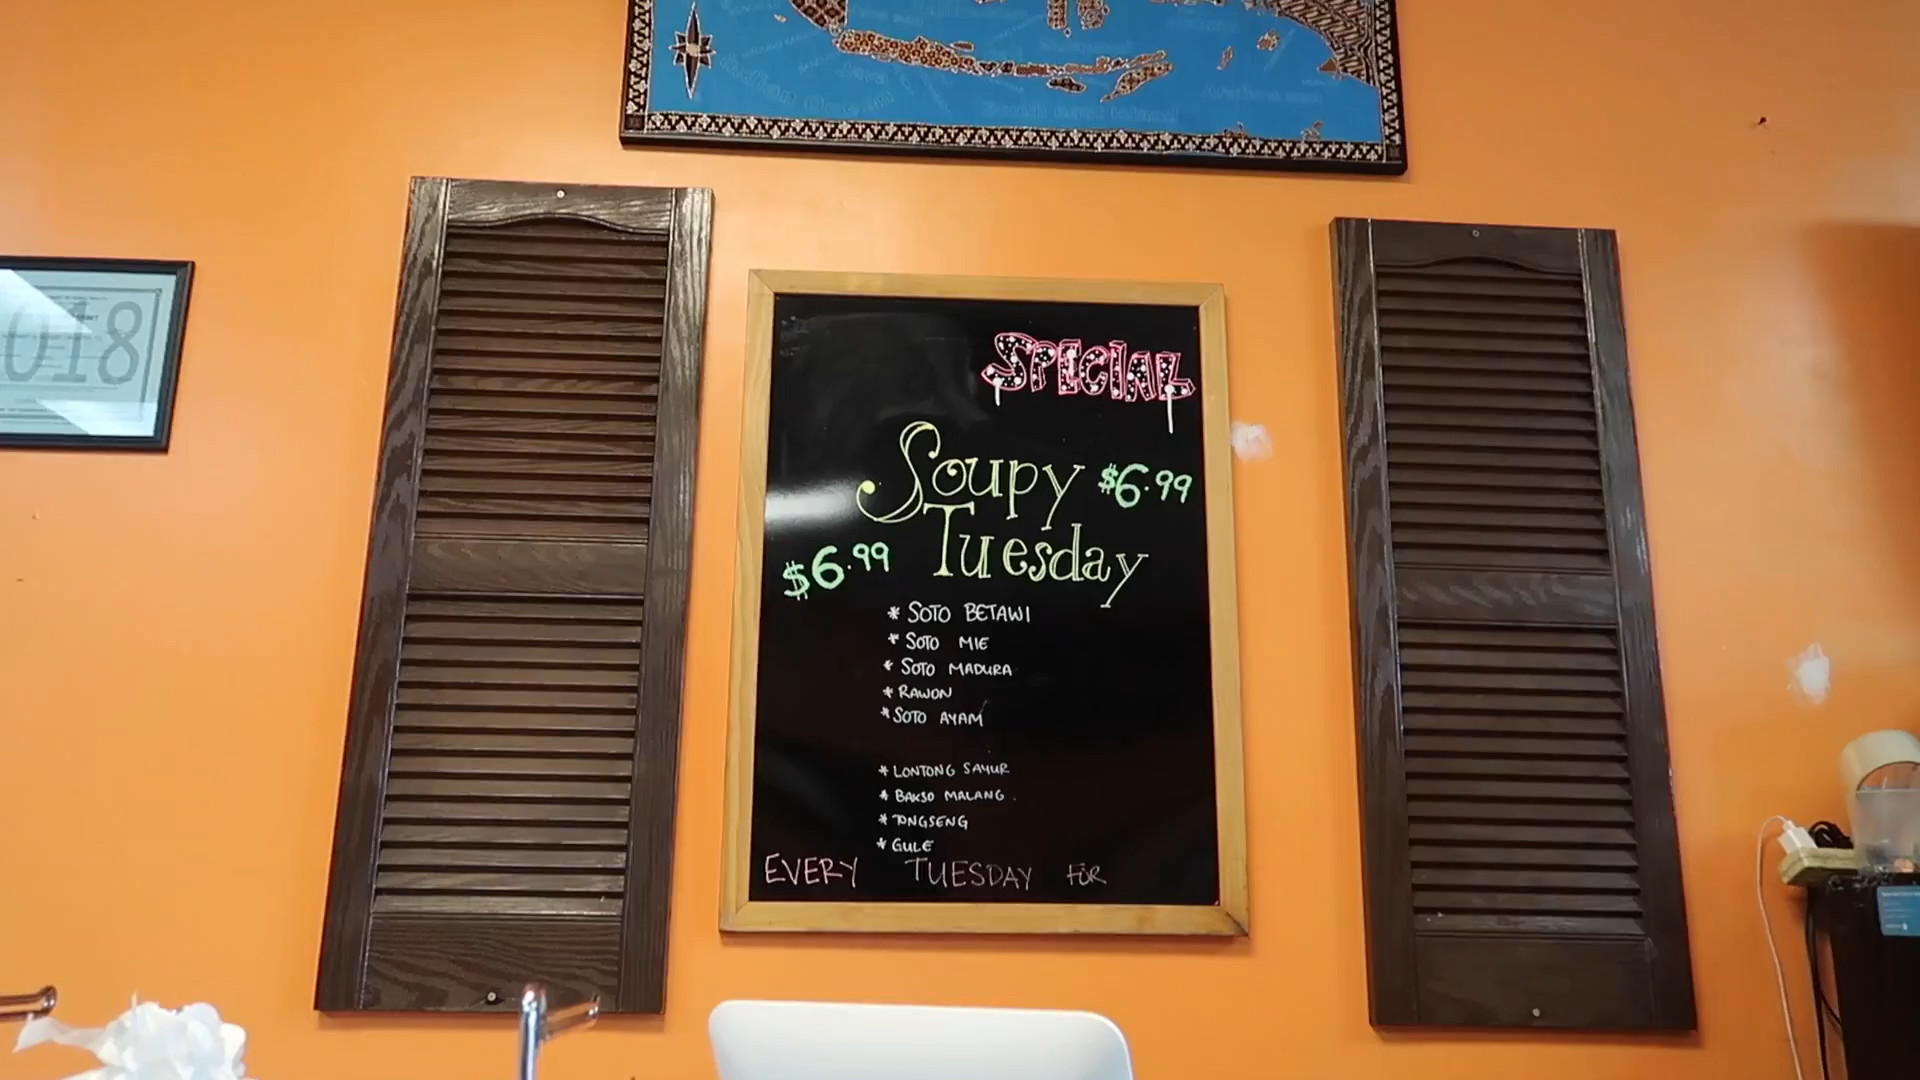 018
SPECIAL
Soupy $6.99
Tuesday
$6.99
* SOTO BETAWI
* SOTO MIE
* SOTO MADURA
* RAWON
* SOTO AYAM
* LONTONG SAYUR
* BAKSO MALANG
* TONGSENG
* GULE
EVERY TUESDAY FOR